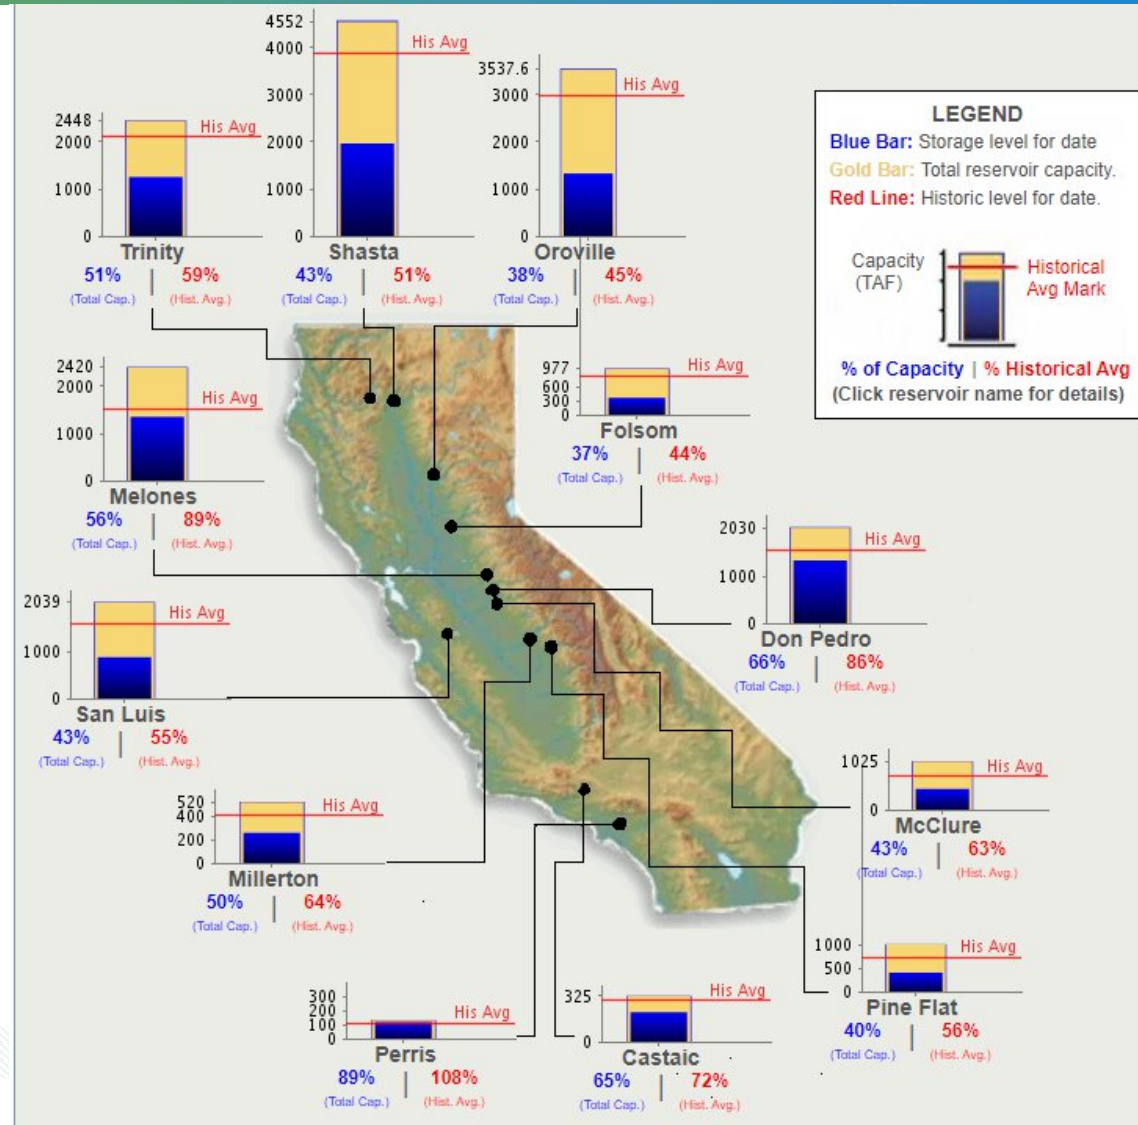 4552
4000
3000
2000
1000
0
His Avg
Shasta
43% | 51%
(Total Cap.) (Hist. Avg.)
3537.6
3000
2000
1000
0
His Avg
Oroville
38% | 45%
(Total Cap.) (Hist. Avg.)
2448
2000
1000
0
His Avg
Trinity
51% | 59%
(Total Cap.) (Hist. Avg.)
LEGEND
Blue Bar: Storage level for date
Gold Bar: Total reservoir capacity.
Red Line: Historic level for date.
Capacity
(TAF)
Historical
Avg Mark
% of Capacity | % Historical Avg
(Click reservoir name for details)
2420
2000
1000
0
His Avg
Melones
56% | 89%
(Total Cap.) (Hist. Avg.)
977
600
300
0
His Avg
Folsom
37% | 44%
(Total Cap.) (Hist. Avg.)
2030
1000
0
His Avg
Don Pedro
66% | 86%
(Total Cap.) (Hist. Avg.)
2039
1000
0
His Avg
San Luis
43% | 55%
(Total Cap.) (Hist. Avg.)
1025
0
His Avg
McClure
43% | 63%
(Total Cap.) (Hist. Avg.)
520
400
200
0
His Avg
Millerton
50% | 64%
(Total Cap.) (Hist. Avg.)
1000
500
0
His Avg
Pine Flat
40% | 56%
(Total Cap.) (Hist. Avg.)
300
200
100
0
His Avg
Perris
89% | 108%
(Total Cap.) (Hist. Avg.)
325
0
His Avg
Castaic
65% | 72%
(Total Cap.) (Hist. Avg.)